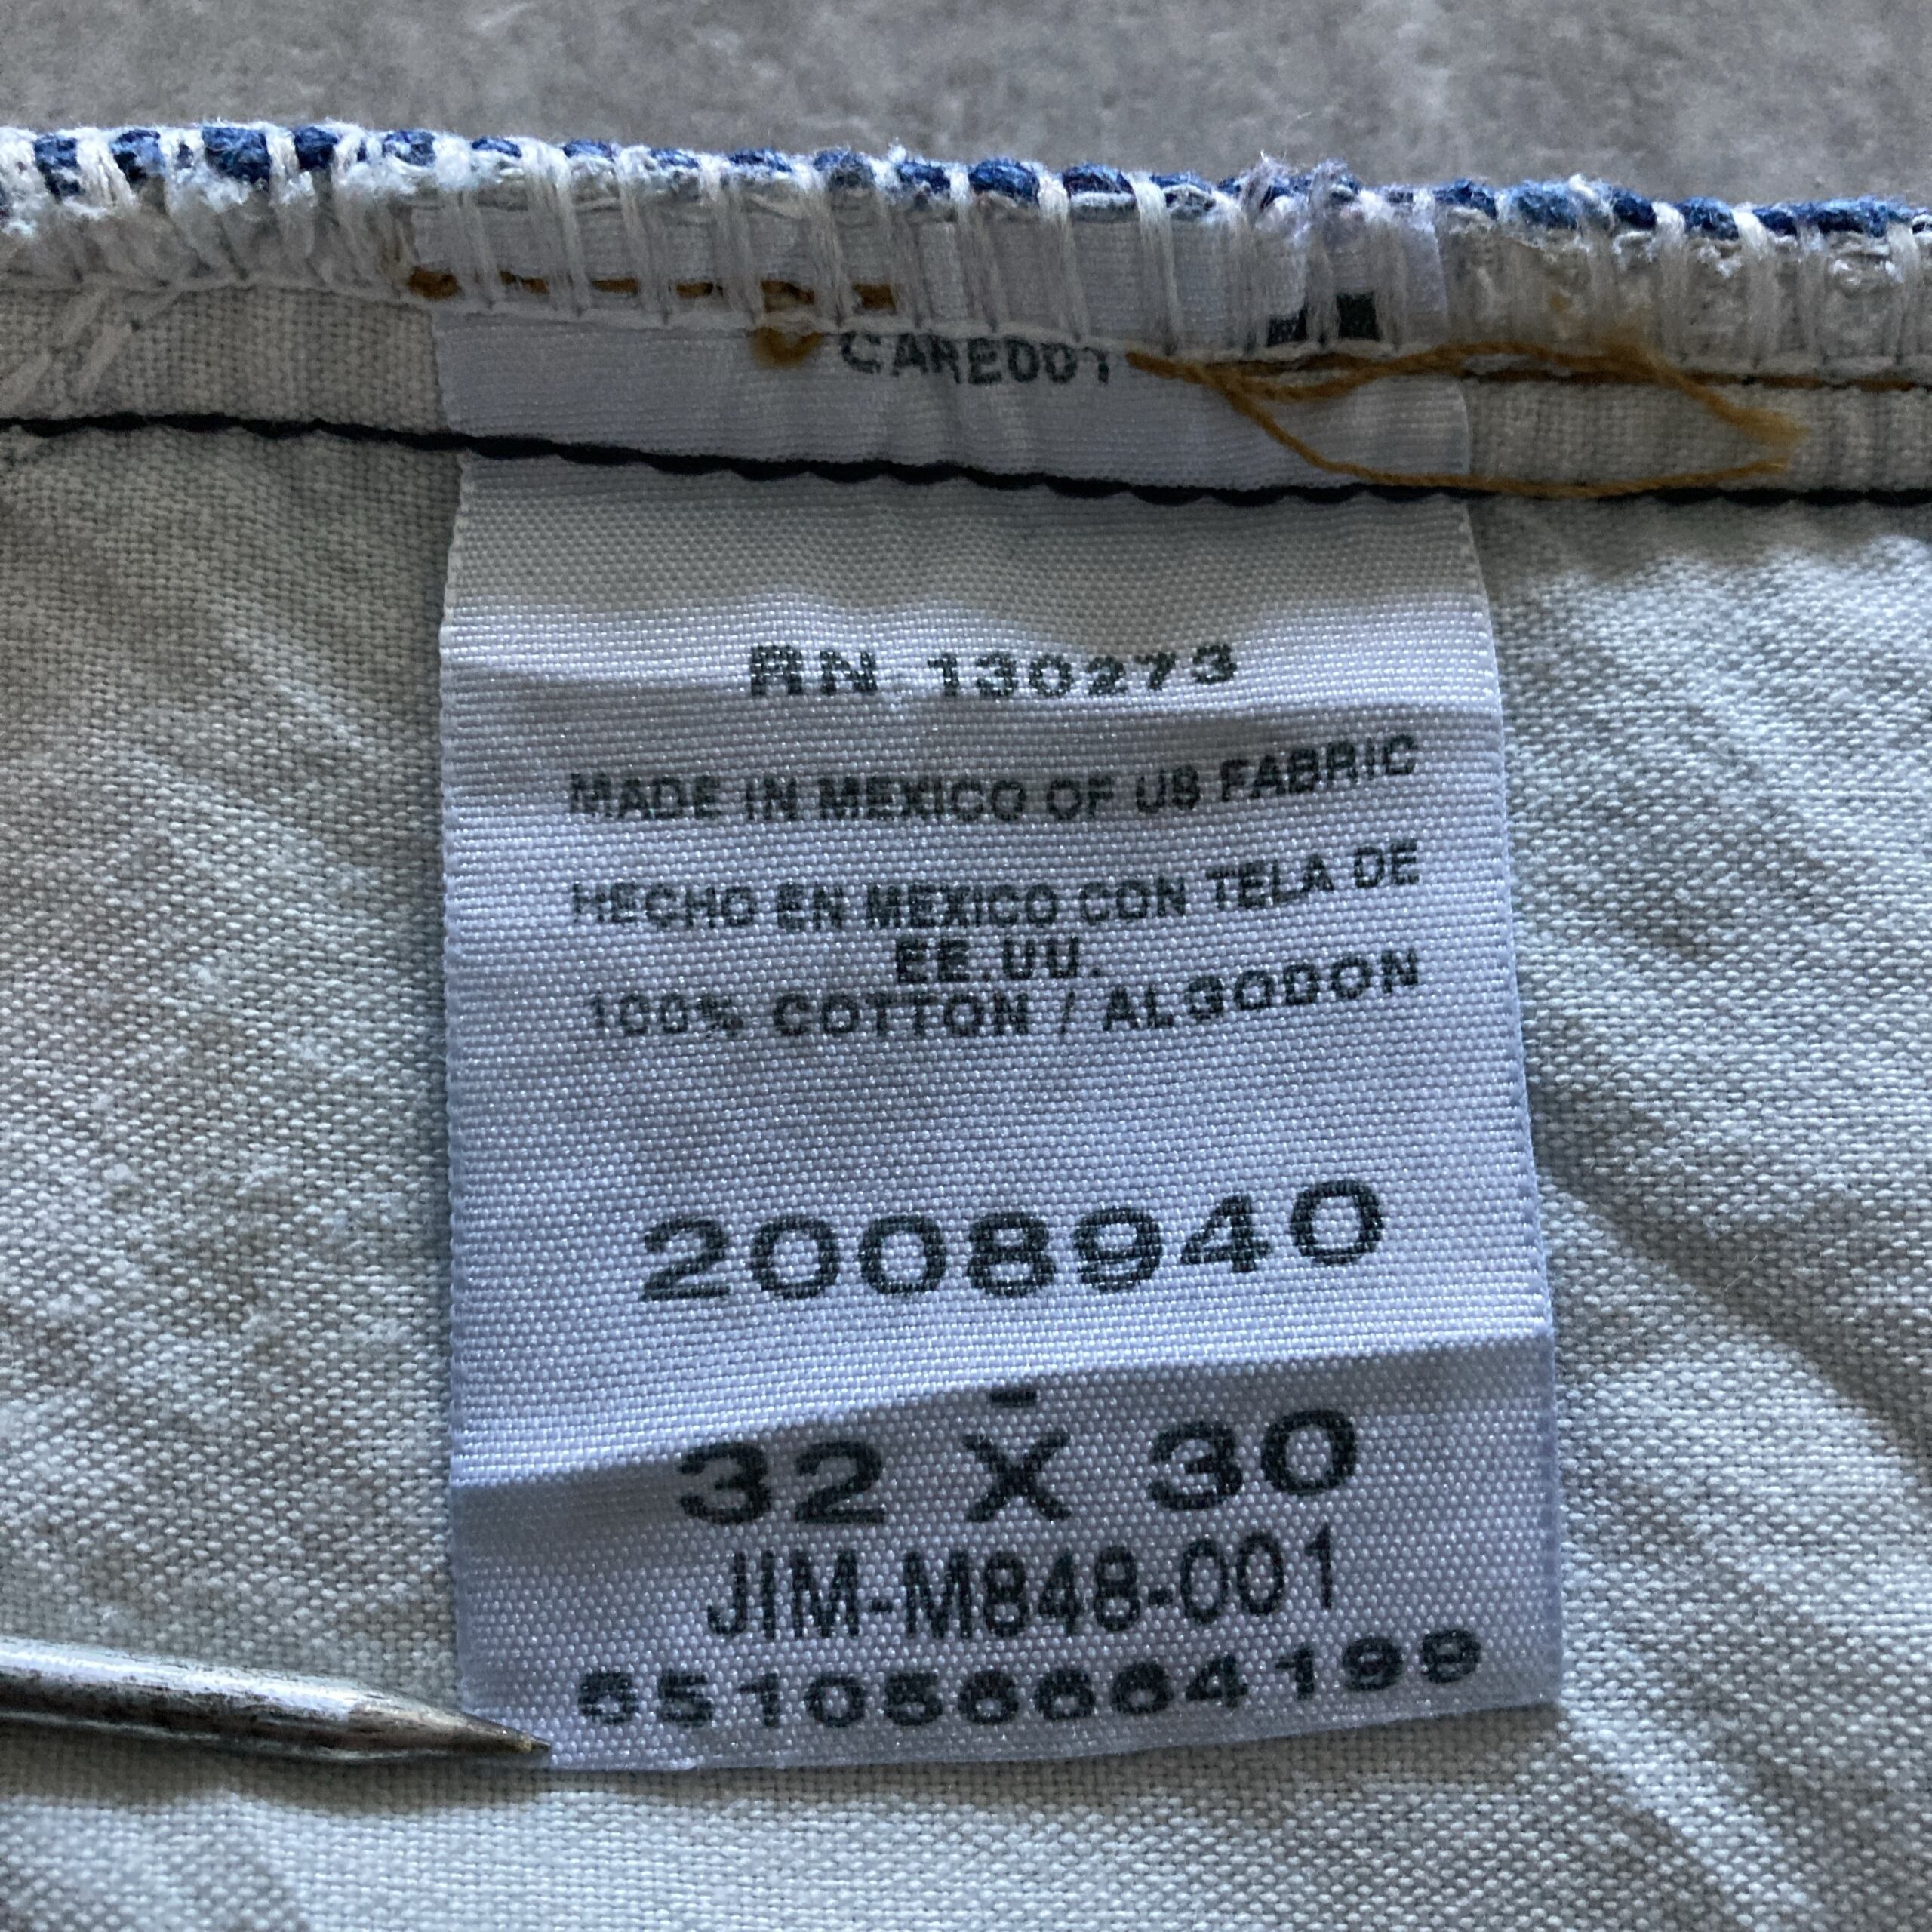 CARE001
RN 130273
MADE IN MEXICO OF US FABRIC
HECHO EN MEXICO CON TELA DE
EE.UU.
100% COTTON / ALGODON
2008940
-
32 X 30
JIM-M848-001